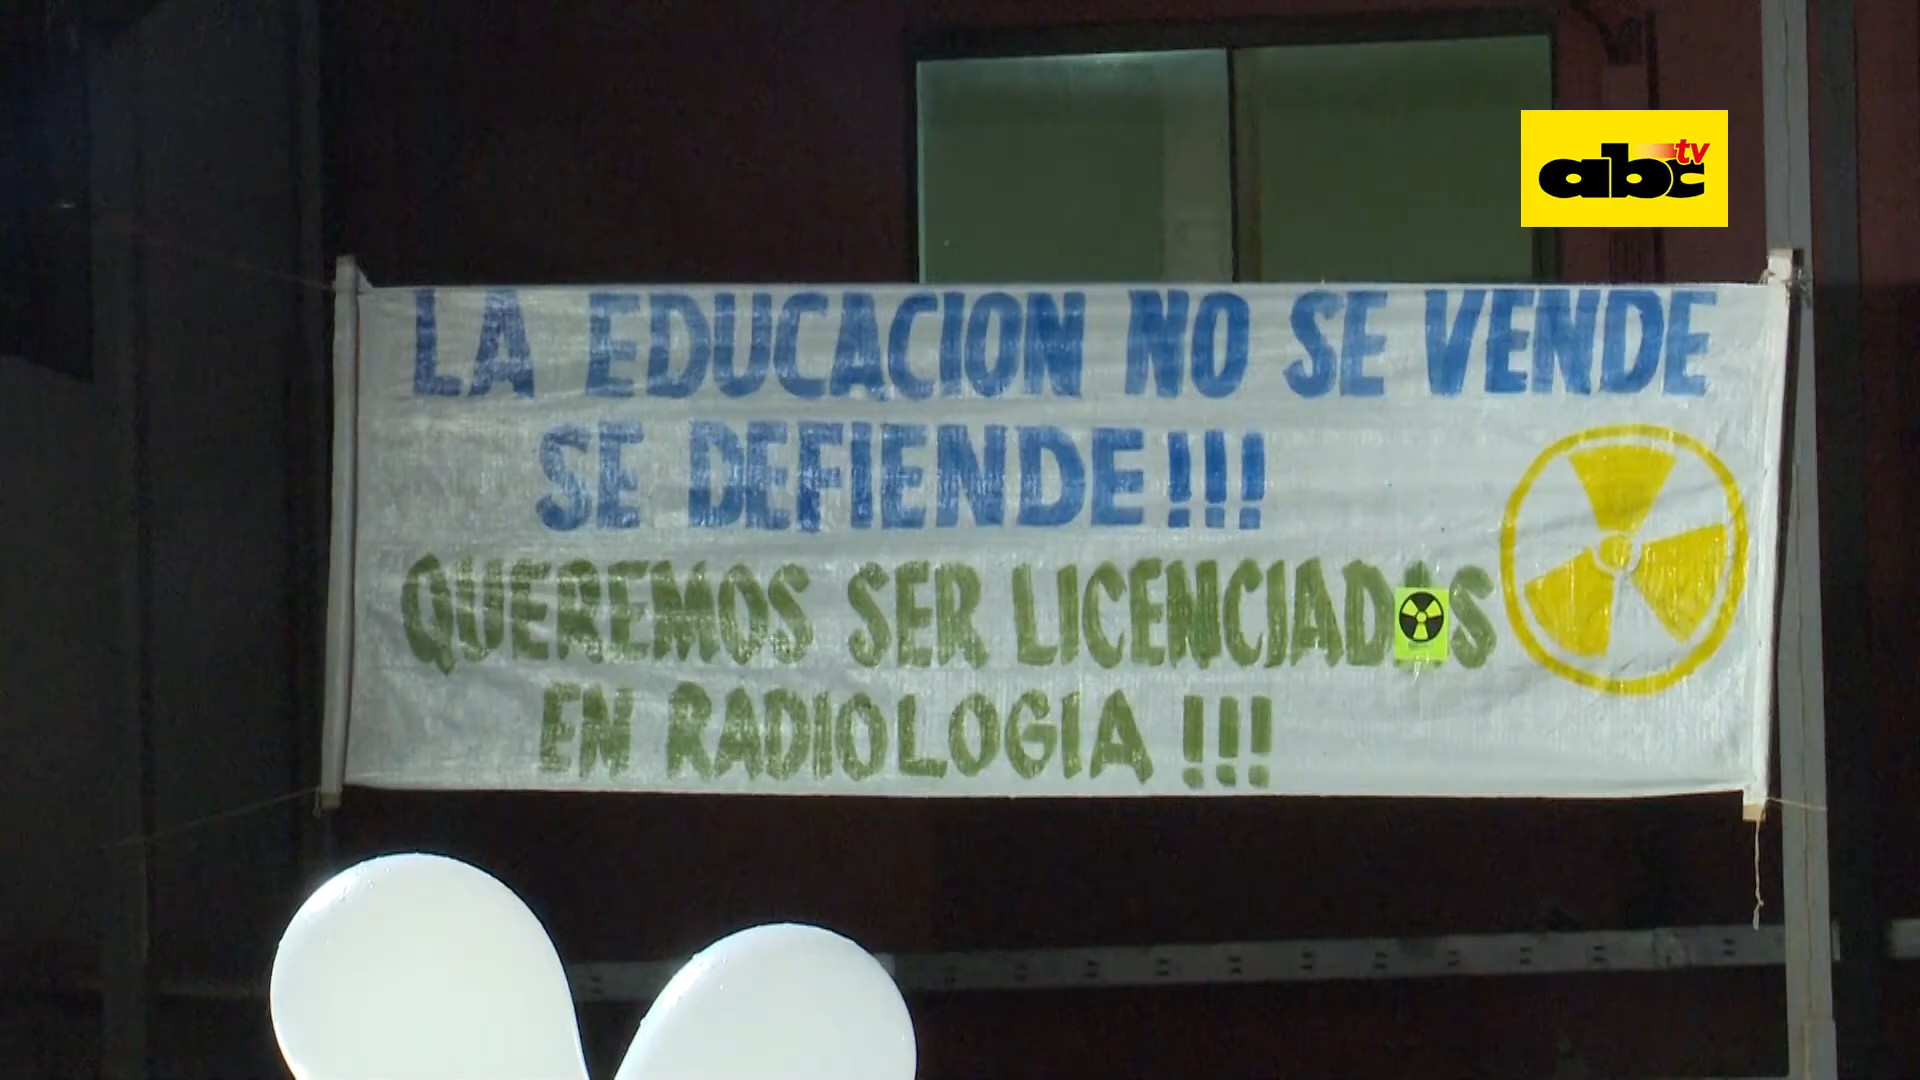 abc tv
LA EDUCACION NO SE VENDE
SE DEFIENDE!!!
QUEREMOS SER LICENCIADOS
EN RADIOLOGIA !!!